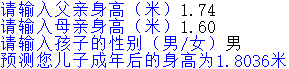 请输入父亲身高（米）1.74
请输入母亲身高（米）1.60
请输入孩子的性别（男/女）男
预测您儿子成年后的身高为1.8036米